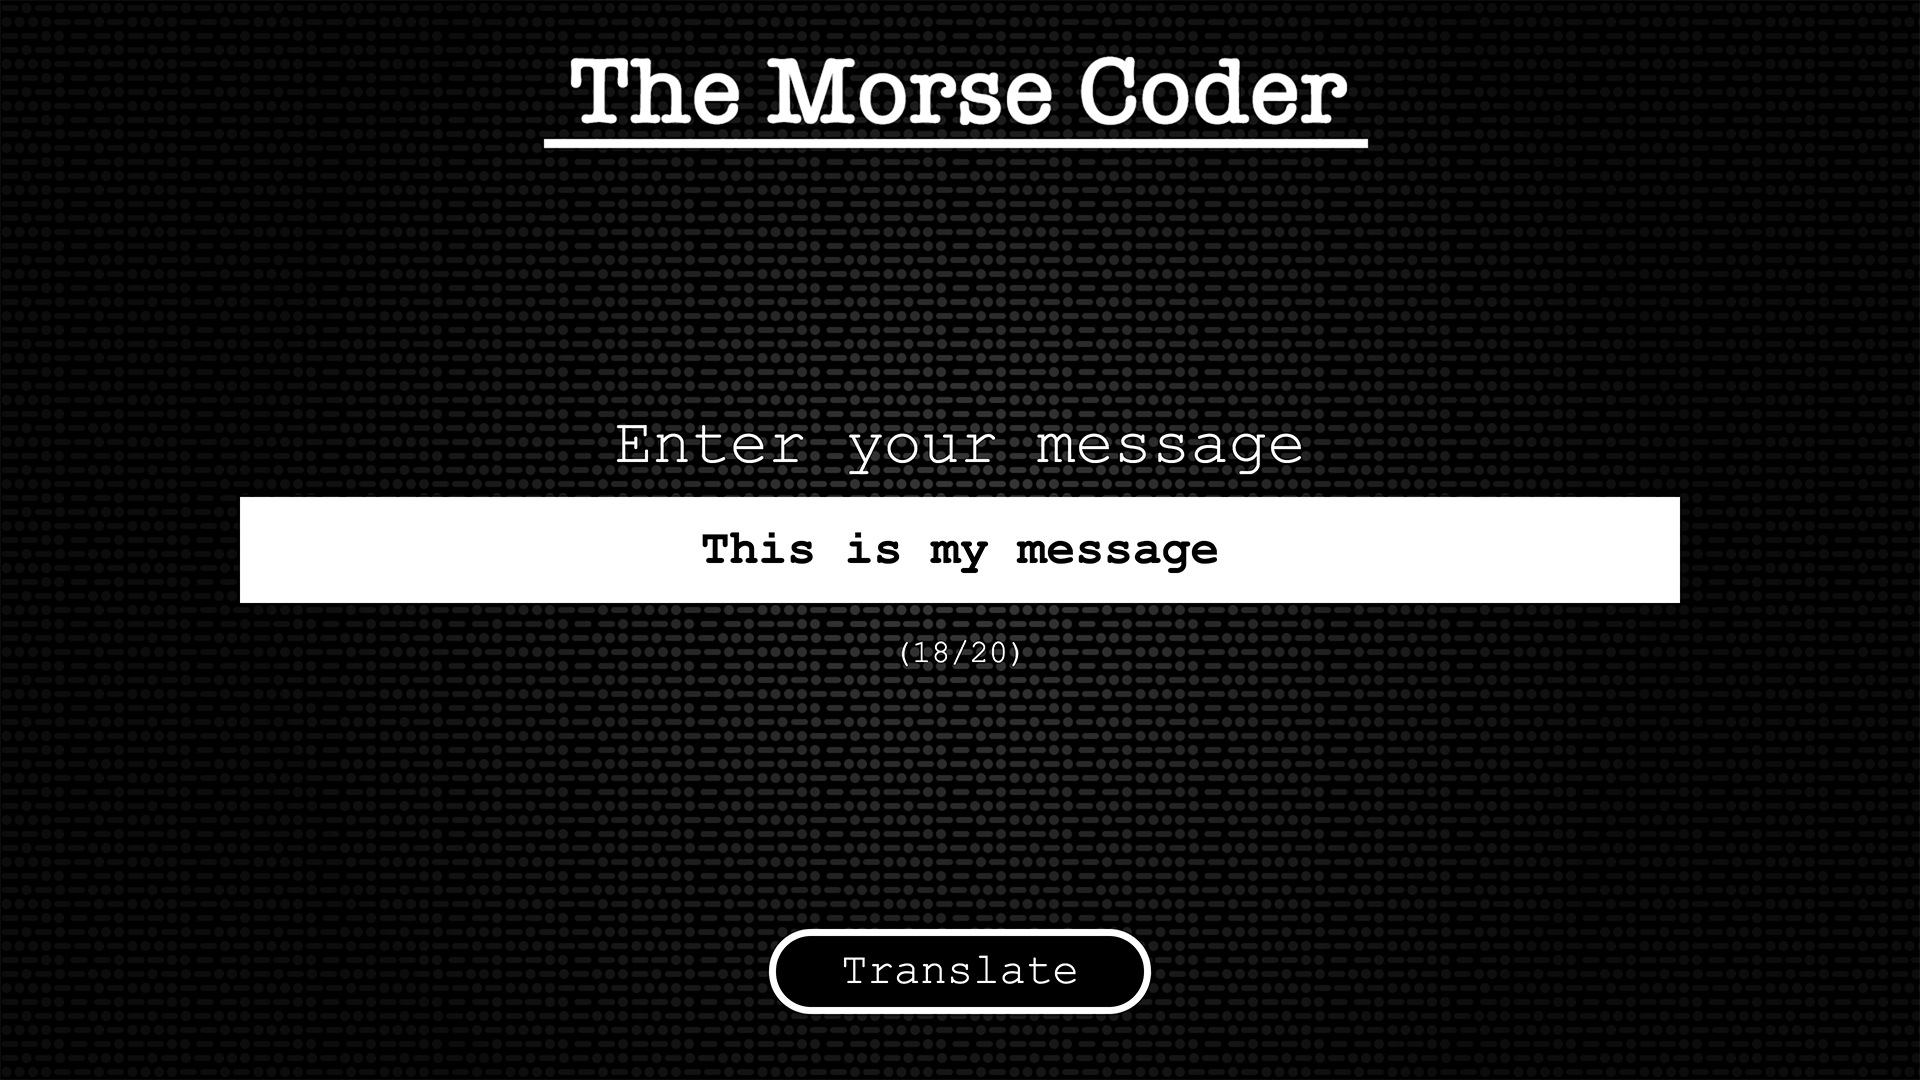 The Morse Coder
Enter your message
This is my message
(18/20)
Translate